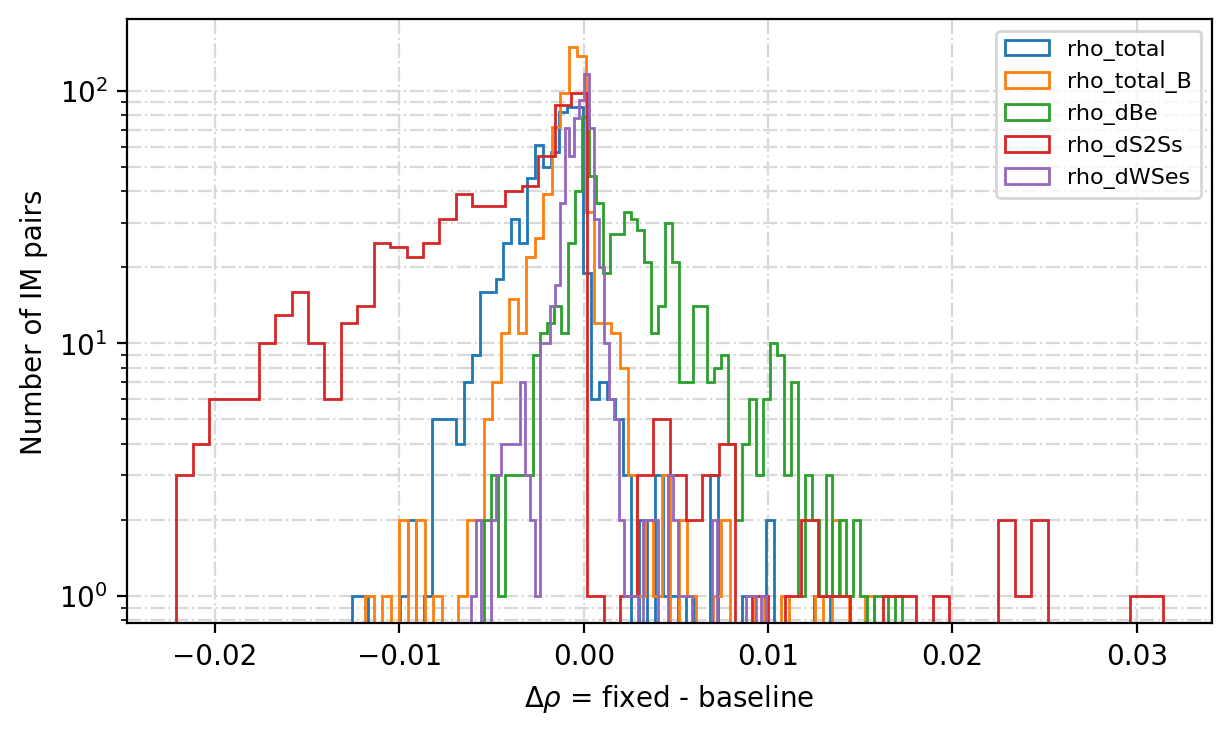 rho_total
rho_total_B
rho_dBe
rho_dS2Ss
rho_dWSes
Number of IM pairs
10²
10¹
10⁰
−0.02 −0.01 0.00 0.01 0.02 0.03
Δρ = fixed - baseline